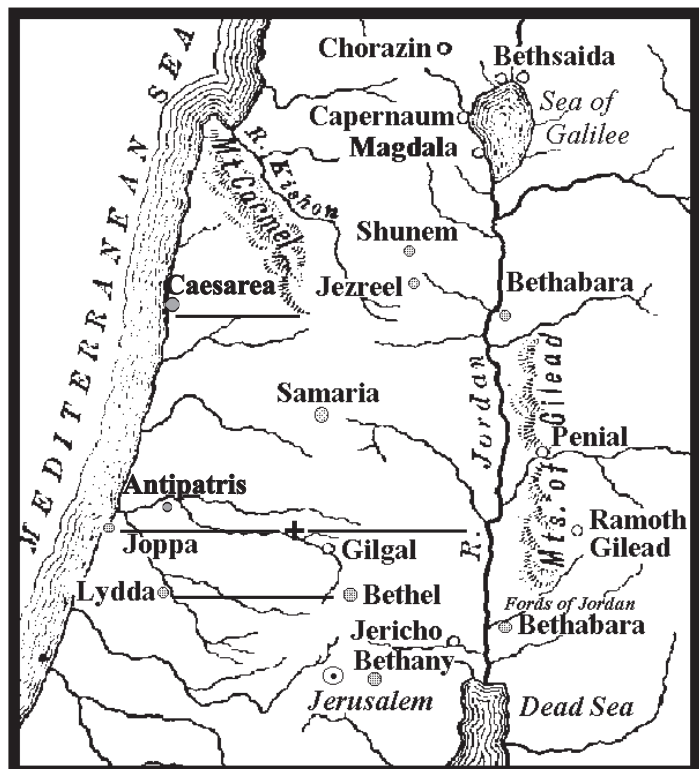 Chorazin
Bethsaida
Sea of
Galilee
Capernaum
Magdala
MEDITERRANEAN SEA
R. Kishon
Mt. Carmel
Shunem
Jezreel
Caesarea
Bethabara
Samaria
R. Jordan
Mts. of Gilead
Penial
Antipatris
Joppa
Gilgal
Ramoth
Gilead
Lydda
Bethel
Fords of Jordan
Bethabara
Jericho
Bethany
Jerusalem
Dead Sea